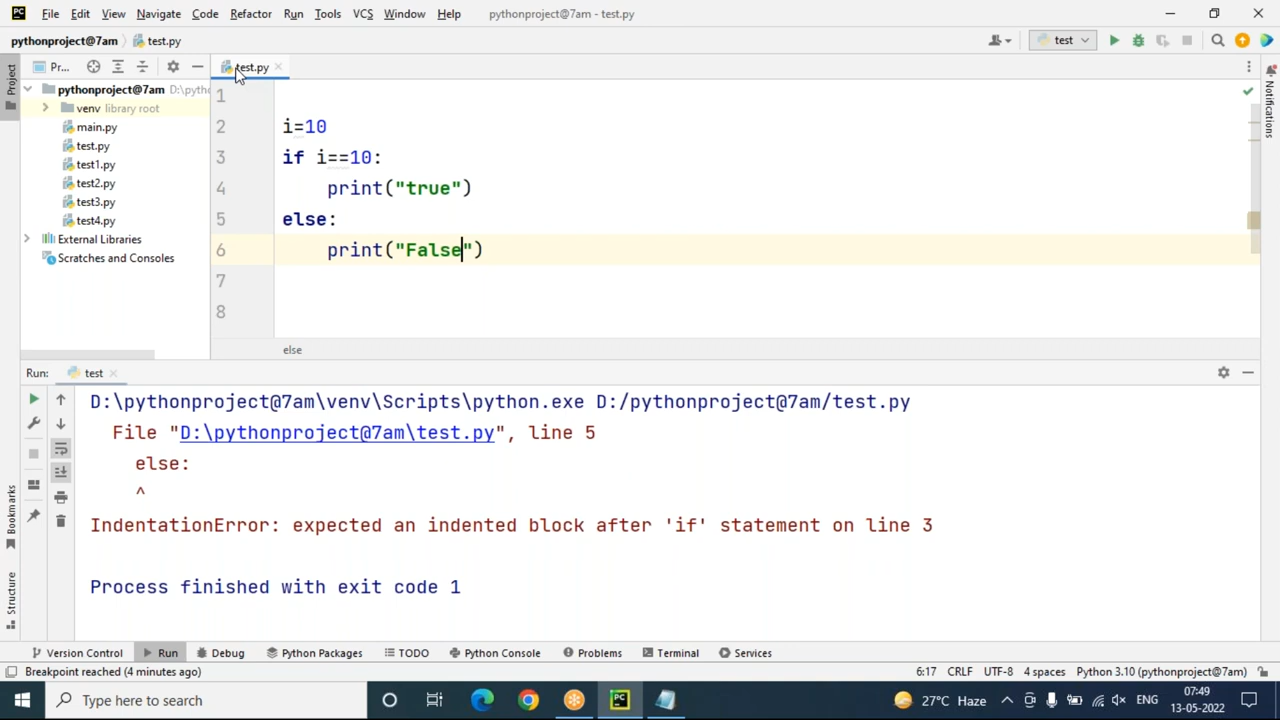 PC File Edit View Navigate Code Refactor Run Tools VCS Window Help pythonproject@7am - test.py
pythonproject@7am test.py test
Project Pr... test.py Notifications
pythonproject@7am D:\pytho
venv library root
main.py
test.py
test1.py
test2.py
test3.py
test4.py
External Libraries
Scratches and Consoles
1
2 i=10
3 if i==10:
4 print("true")
5 else:
6 print("False")
7
8
else
Run: test
D:\pythonproject@7am\venv\Scripts\python.exe D:/pythonproject@7am/test.py
File "D:\pythonproject@7am\test.py", line 5
else:
^
IndentationError: expected an indented block after 'if' statement on line 3
Process finished with exit code 1
Bookmarks
Structure
Version Control Run Debug Python Packages TODO Python Console Problems Terminal Services
Breakpoint reached (4 minutes ago) 6:17 CRLF UTF-8 4 spaces Python 3.10 (pythonproject@7am)
Type here to search PC 27°C Haze ENG 07:49
13-05-2022